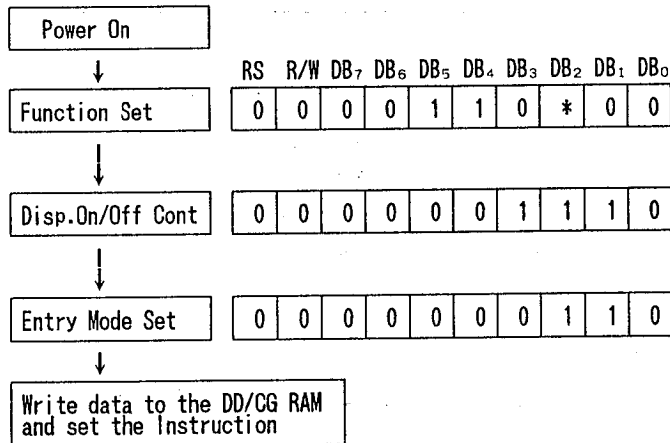 Power On
RS R/W DB₇ DB₆ DB₅ DB₄ DB₃ DB₂ DB₁ DB₀
Function Set 0 0 0 0 1 1 0 * 0 0
Disp.On/Off Cont 0 0 0 0 0 0 1 1 1 0
Entry Mode Set 0 0 0 0 0 0 0 1 1 0
Write data to the DD/CG RAM
and set the Instruction